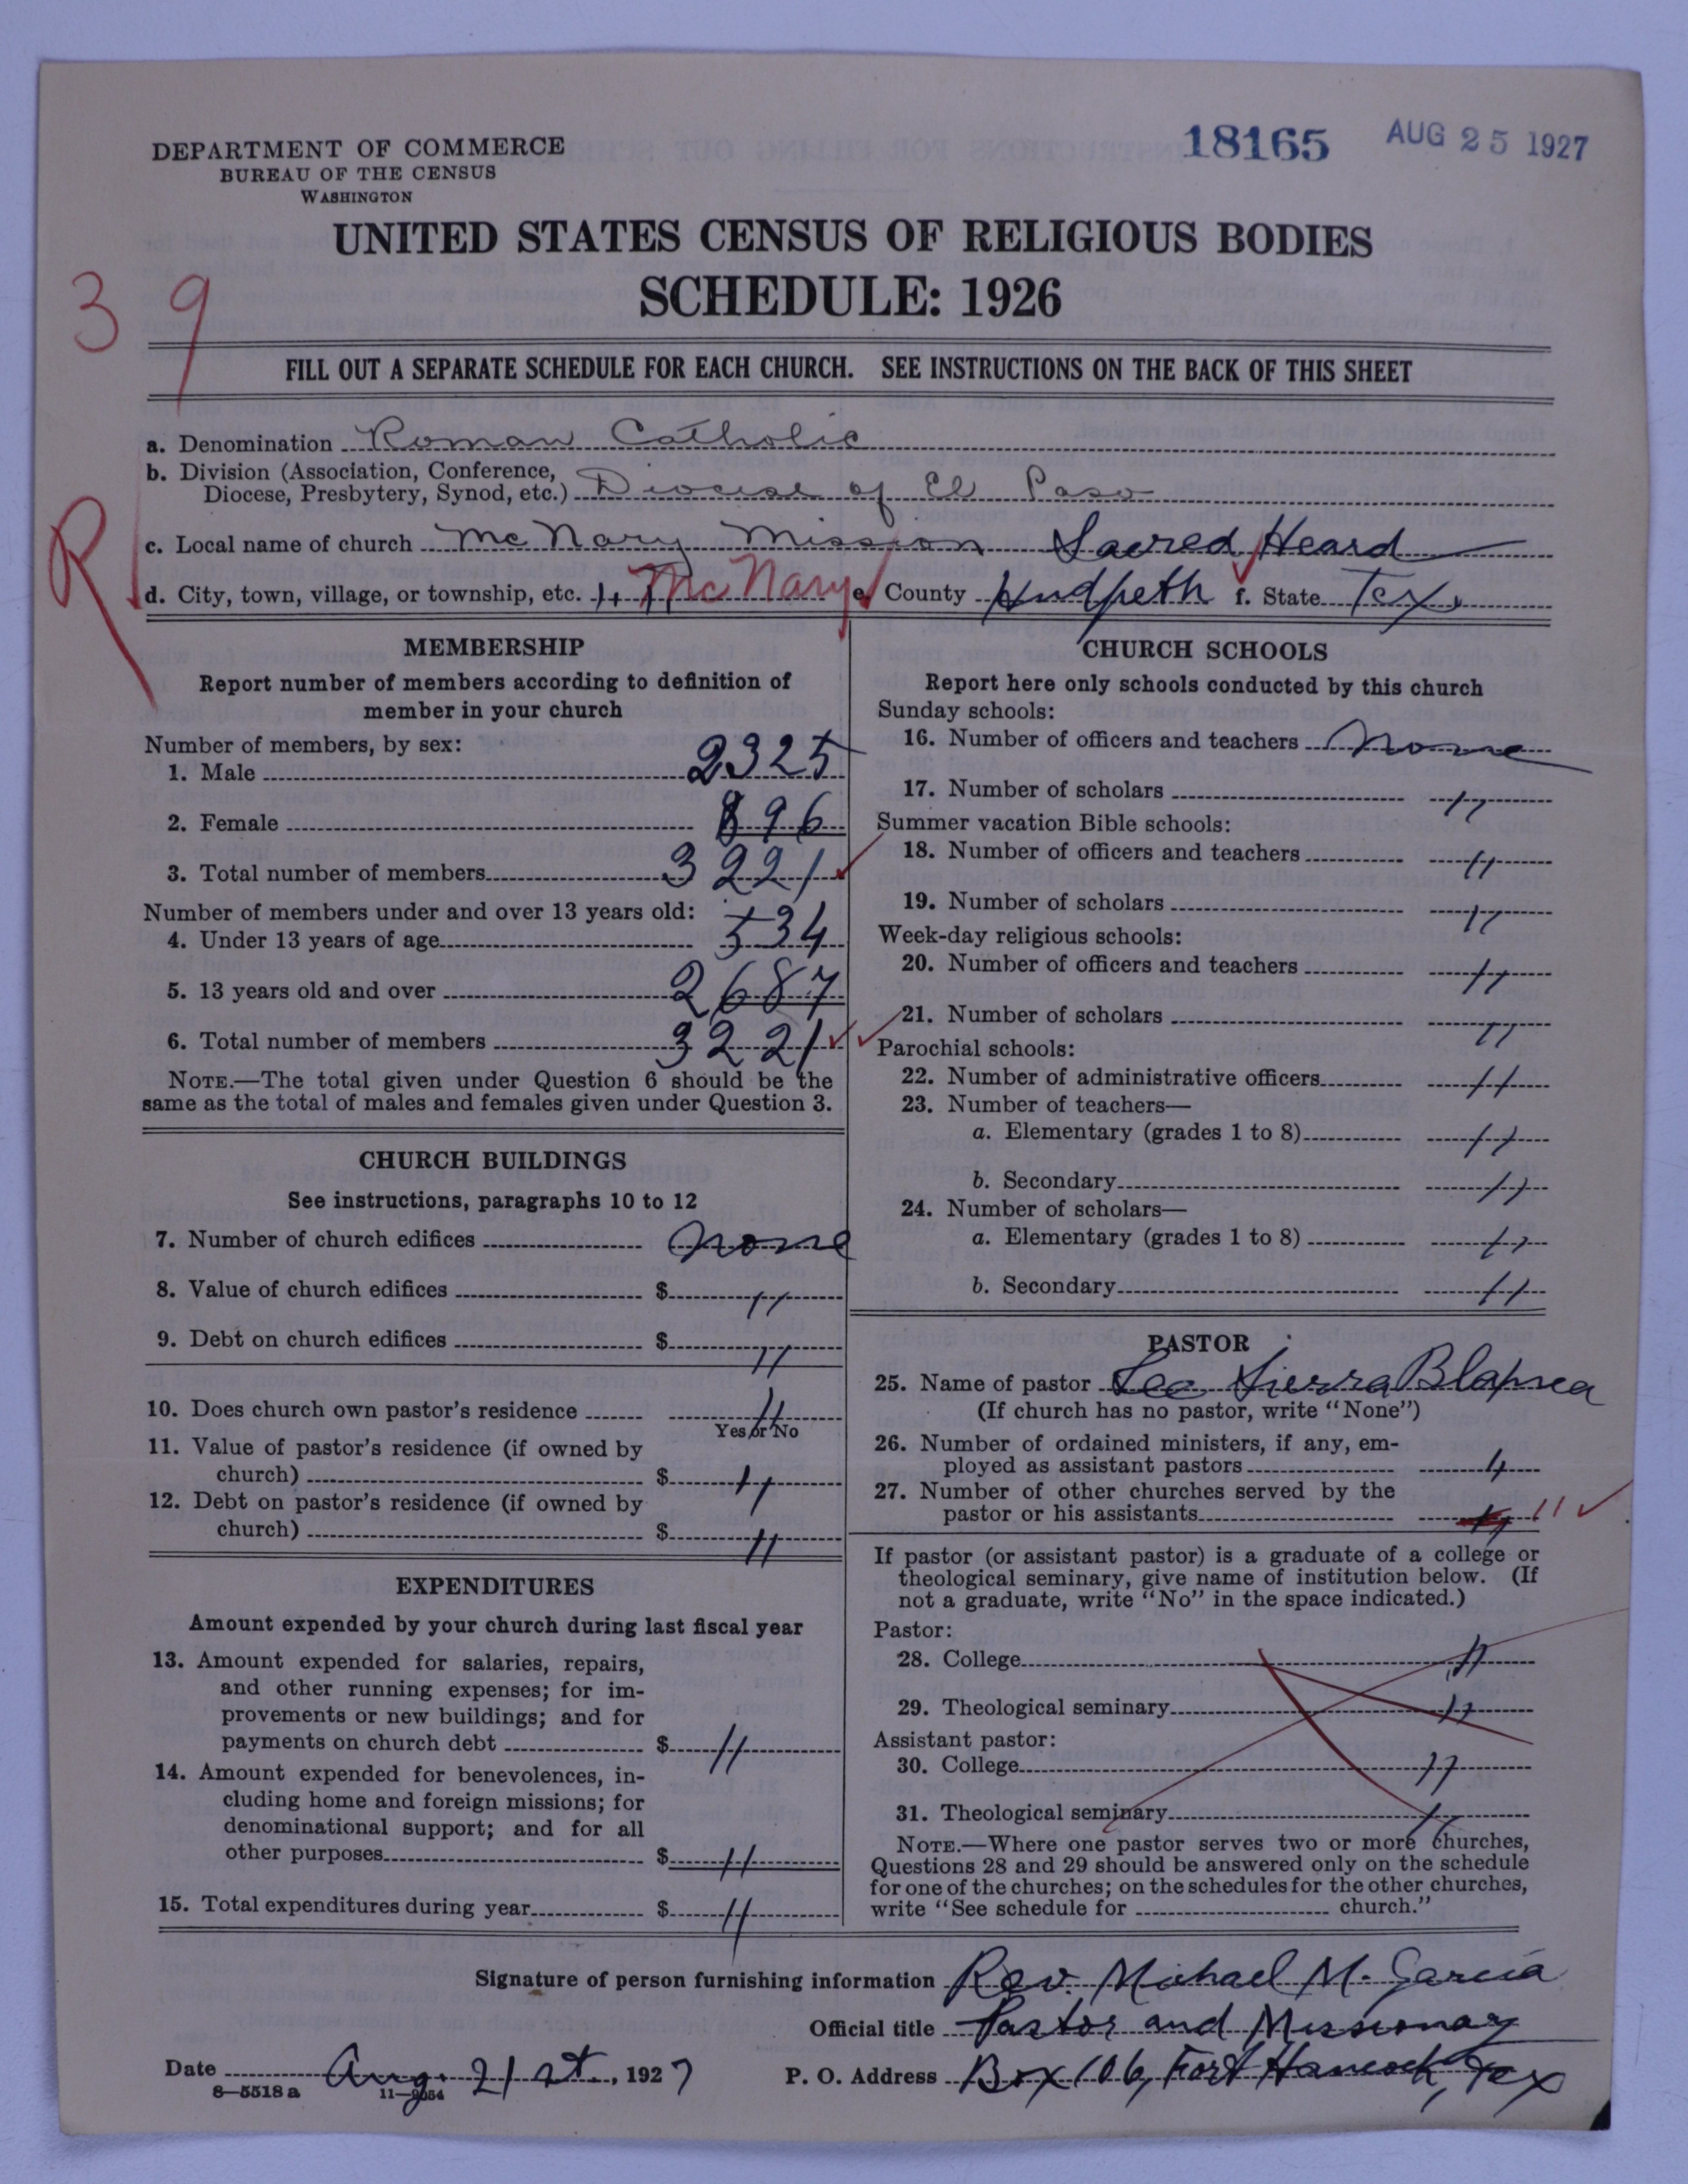 18165 AUG 25 1927
DEPARTMENT OF COMMERCE
BUREAU OF THE CENSUS
WASHINGTON
UNITED STATES CENSUS OF RELIGIOUS BODIES
SCHEDULE: 1926
39
FILL OUT A SEPARATE SCHEDULE FOR EACH CHURCH. SEE INSTRUCTIONS ON THE BACK OF THIS SHEET
a. Denomination Roman Catholic
b. Division (Association, Conference,
Diocese, Presbytery, Synod, etc.) Diocese of El Paso
R
c. Local name of church McNary Mission Sacred Heard
d. City, town, village, or township, etc. McNary e. County Hudpeth f. State Tex.
MEMBERSHIP
Report number of members according to definition of
member in your church
Number of members, by sex:
1. Male 2325
2. Female 896
3. Total number of members 3221
Number of members under and over 13 years old:
4. Under 13 years of age 534
5. 13 years old and over 2687
6. Total number of members 3221
NOTE.—The total given under Question 6 should be the
same as the total of males and females given under Question 3.
CHURCH BUILDINGS
See instructions, paragraphs 10 to 12
7. Number of church edifices none
8. Value of church edifices $ "
9. Debt on church edifices $ "
10. Does church own pastor's residence "
Yes or No
11. Value of pastor's residence (if owned by
church) $ "
12. Debt on pastor's residence (if owned by
church) $ "
EXPENDITURES
Amount expended by your church during last fiscal year
13. Amount expended for salaries, repairs,
and other running expenses; for im-
provements or new buildings; and for
payments on church debt $ "
14. Amount expended for benevolences, in-
cluding home and foreign missions; for
denominational support; and for all
other purposes $ "
15. Total expenditures during year $ "
CHURCH SCHOOLS
Report here only schools conducted by this church
Sunday schools:
16. Number of officers and teachers none
17. Number of scholars "
Summer vacation Bible schools:
18. Number of officers and teachers "
19. Number of scholars "
Week-day religious schools:
20. Number of officers and teachers "
21. Number of scholars "
Parochial schools:
22. Number of administrative officers "
23. Number of teachers—
a. Elementary (grades 1 to 8) "
b. Secondary "
24. Number of scholars—
a. Elementary (grades 1 to 8) "
b. Secondary "
PASTOR
25. Name of pastor Sierra Blanca
(If church has no pastor, write "None")
26. Number of ordained ministers, if any, em-
ployed as assistant pastors "
27. Number of other churches served by the
pastor or his assistants 11
If pastor (or assistant pastor) is a graduate of a college or
theological seminary, give name of institution below. (If
not a graduate, write "No" in the space indicated.)
Pastor:
28. College "
29. Theological seminary "
Assistant pastor:
30. College "
31. Theological seminary "
NOTE.—Where one pastor serves two or more churches,
Questions 28 and 29 should be answered only on the schedule
for one of the churches; on the schedules for the other churches,
write "See schedule for church."
Signature of person furnishing information Rev. Michael M. Garcia
Official title Pastor and Missionary
Date Aug. 21st, 1927 P. O. Address Box 106, Fort Hancock, Tex
8—5518 a 11—9054